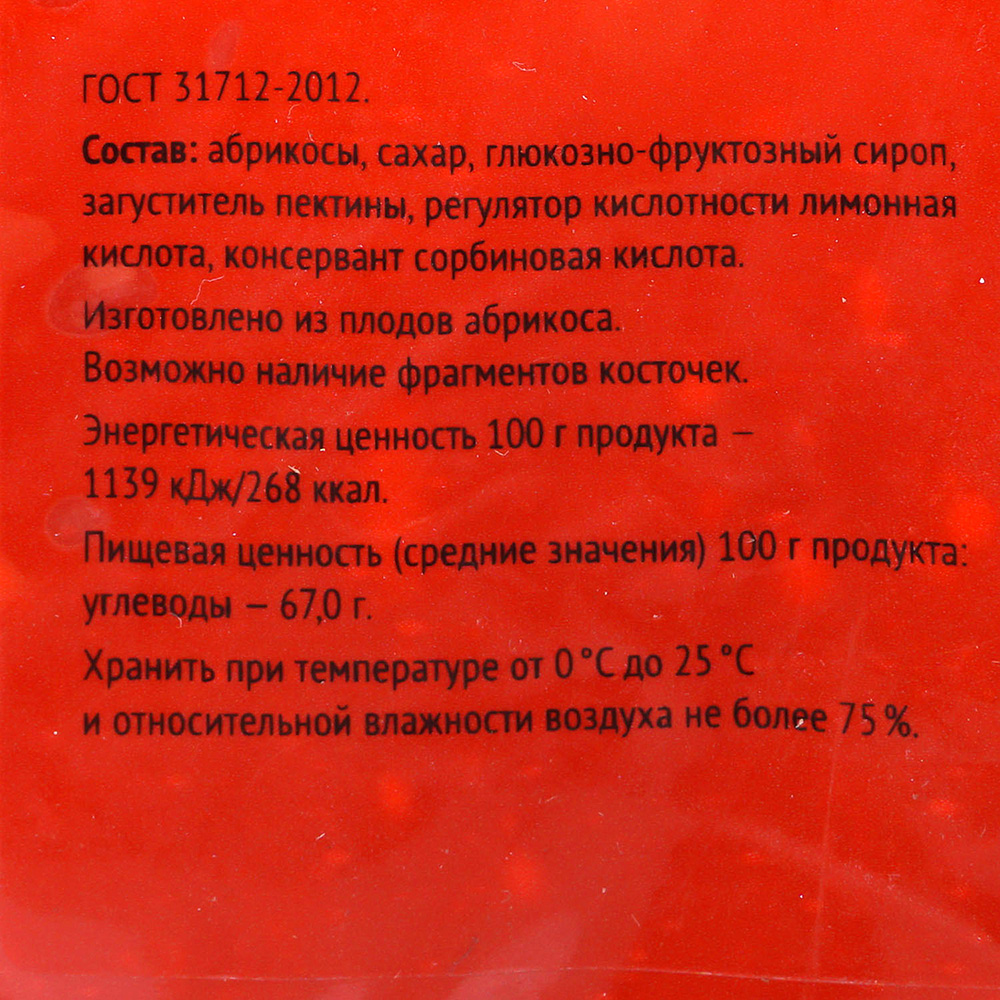 ГОСТ 31712-2012.
Состав: абрикосы, сахар, глюкозно-фруктозный сироп,
загуститель пектины, регулятор кислотности лимонная
кислота, консервант сорбиновая кислота.
Изготовлено из плодов абрикоса.
Возможно наличие фрагментов косточек.
Энергетическая ценность 100 г продукта –
1139 кДж/268 ккал.
Пищевая ценность (средние значения) 100 г продукта:
углеводы – 67,0 г.
Хранить при температуре от 0 °С до 25 °С
и относительной влажности воздуха не более 75 %.